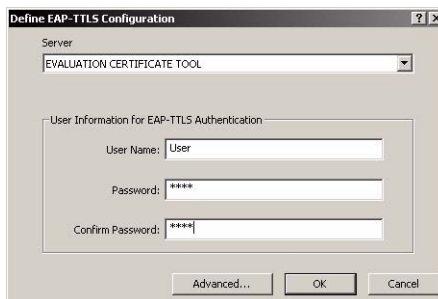 Define EAP-TTLS Configuration
Server
EVALUATION CERTIFICATE TOOL
User Information for EAP-TTLS Authentication
User Name: User
Password: ****
Confirm Password: ****
Advanced... OK Cancel